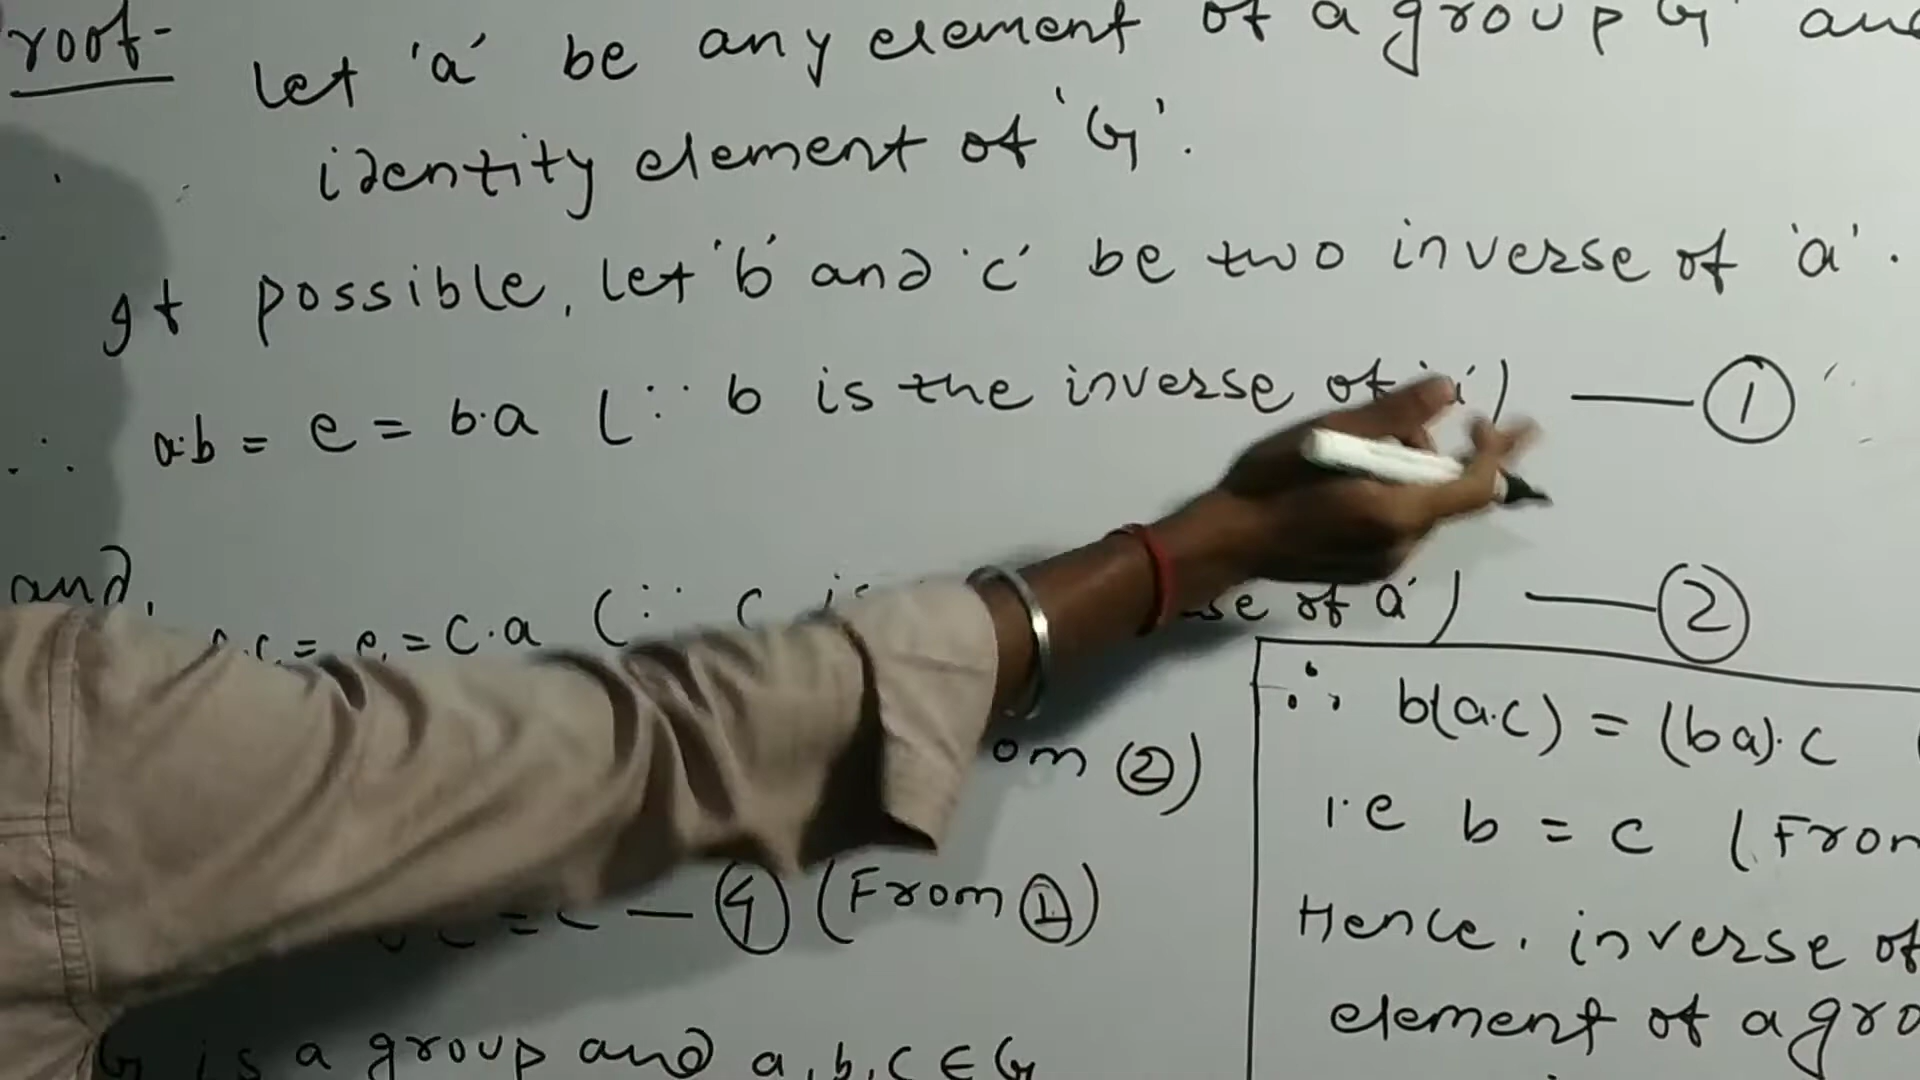 roof-
Let 'a' be any element of a group 'G' and
identity element of 'G'.
If possible, let 'b' and 'c' be two inverse of 'a'.
∴ a·b = e = b·a (∵ b is the inverse of 'a') — ①
and,
= e = c·a (∵ c is of a') — ②
(②)
= c — ④ (From ①)
G is a group and a, b, c ∈ G
∴ b(a·c) = (ba)·c
i.e b = c (From
Hence, inverse of
element of a gro